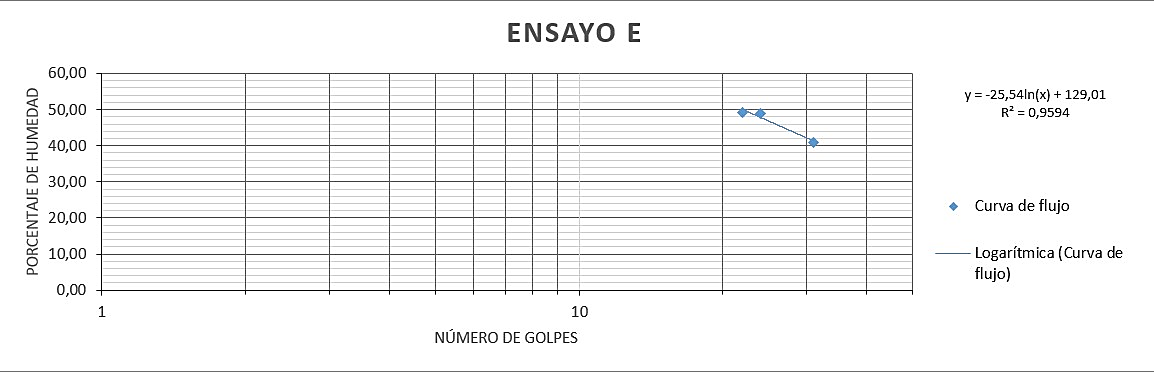 ENSAYO E
60,00
50,00
40,00
30,00
20,00
10,00
0,00
PORCENTAJE DE HUMEDAD
1
10
NÚMERO DE GOLPES
y = -25,54ln(x) + 129,01
R² = 0,9594
Curva de flujo
Logarítmica (Curva de
flujo)